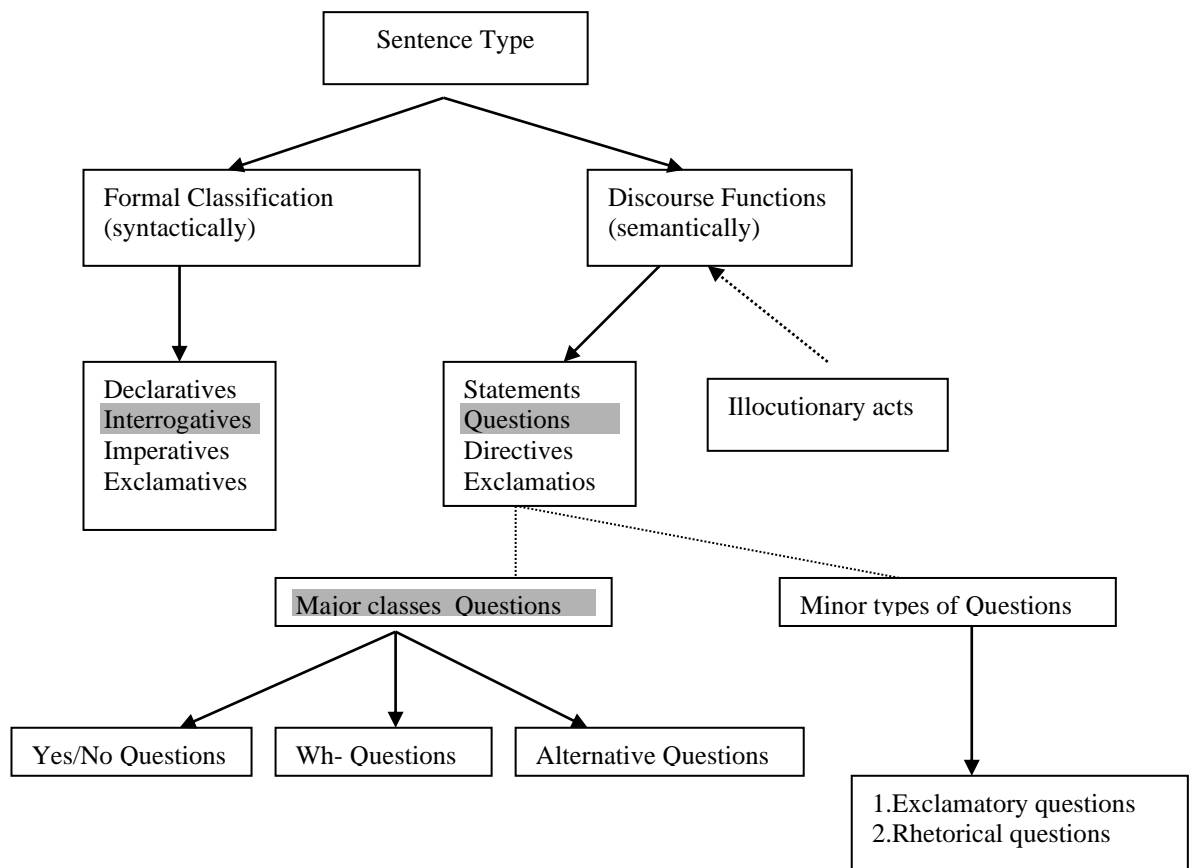 Sentence Type
Formal Classification
(syntactically)
Discourse Functions
(semantically)
Declaratives
Interrogatives
Imperatives
Exclamatives
Statements
Questions
Directives
Exclamatios
Illocutionary acts
Major classes Questions
Minor types of Questions
Yes/No Questions
Wh- Questions
Alternative Questions
1.Exclamatory questions
2.Rhetorical questions